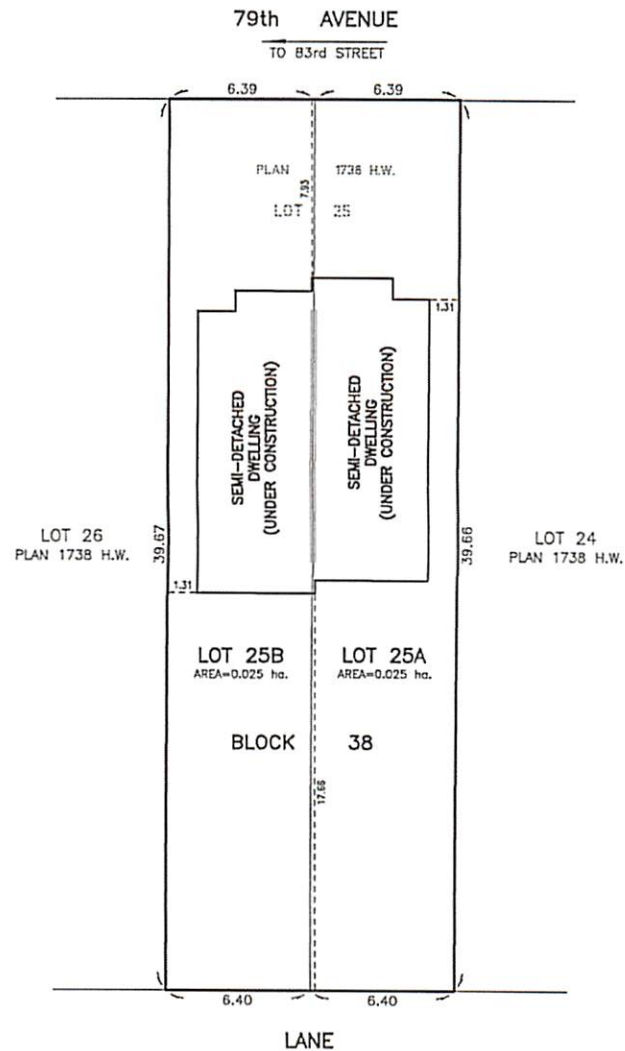 79th AVENUE
TO 83rd STREET
6.39 6.39
PLAN 1738 H.W.
7.93
LOT 25
1.31
SEMI-DETACHED
DWELLING
(UNDER CONSTRUCTION)
SEMI-DETACHED
DWELLING
(UNDER CONSTRUCTION)
LOT 26
PLAN 1738 H.W.
39.67
39.66
LOT 24
PLAN 1738 H.W.
1.31
LOT 25B
AREA=0.025 ha.
LOT 25A
AREA=0.025 ha.
BLOCK 38
17.66
6.40 6.40
LANE